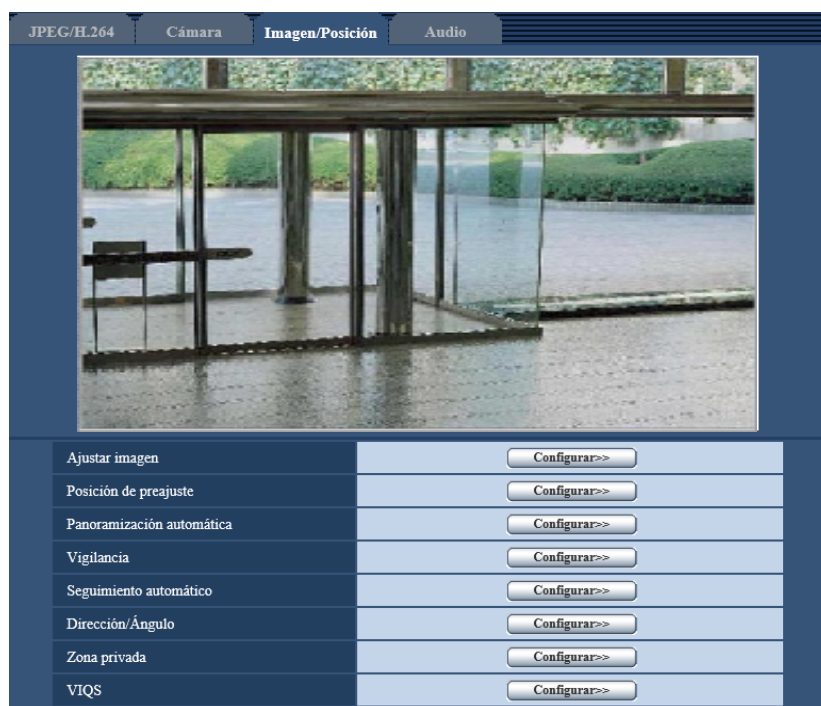 JPEG/H.264 Cámara Imagen/Posición Audio
Ajustar imagen Configurar>>
Posición de preajuste Configurar>>
Panoramización automática Configurar>>
Vigilancia Configurar>>
Seguimiento automático Configurar>>
Dirección/Ángulo Configurar>>
Zona privada Configurar>>
VIQS Configurar>>